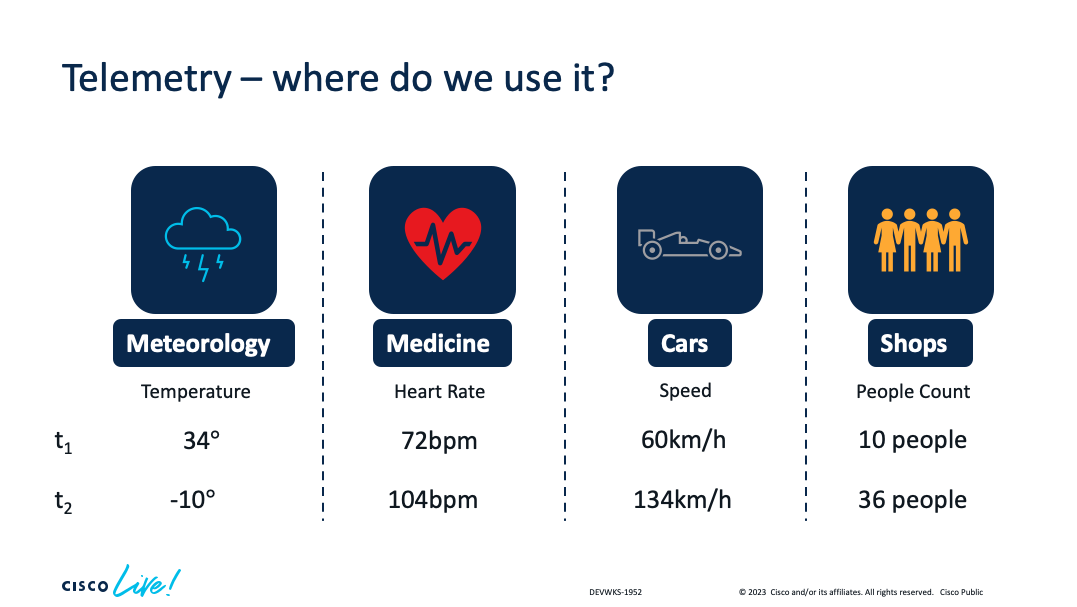 Telemetry – where do we use it?
Meteorology
Medicine
Cars
Shops
Temperature
Heart Rate
Speed
People Count
t₁
34°
72bpm
60km/h
10 people
t₂
-10°
104bpm
134km/h
36 people
CISCO Live!
DEVWKS-1952
© 2023 Cisco and/or its affiliates. All rights reserved. Cisco Public